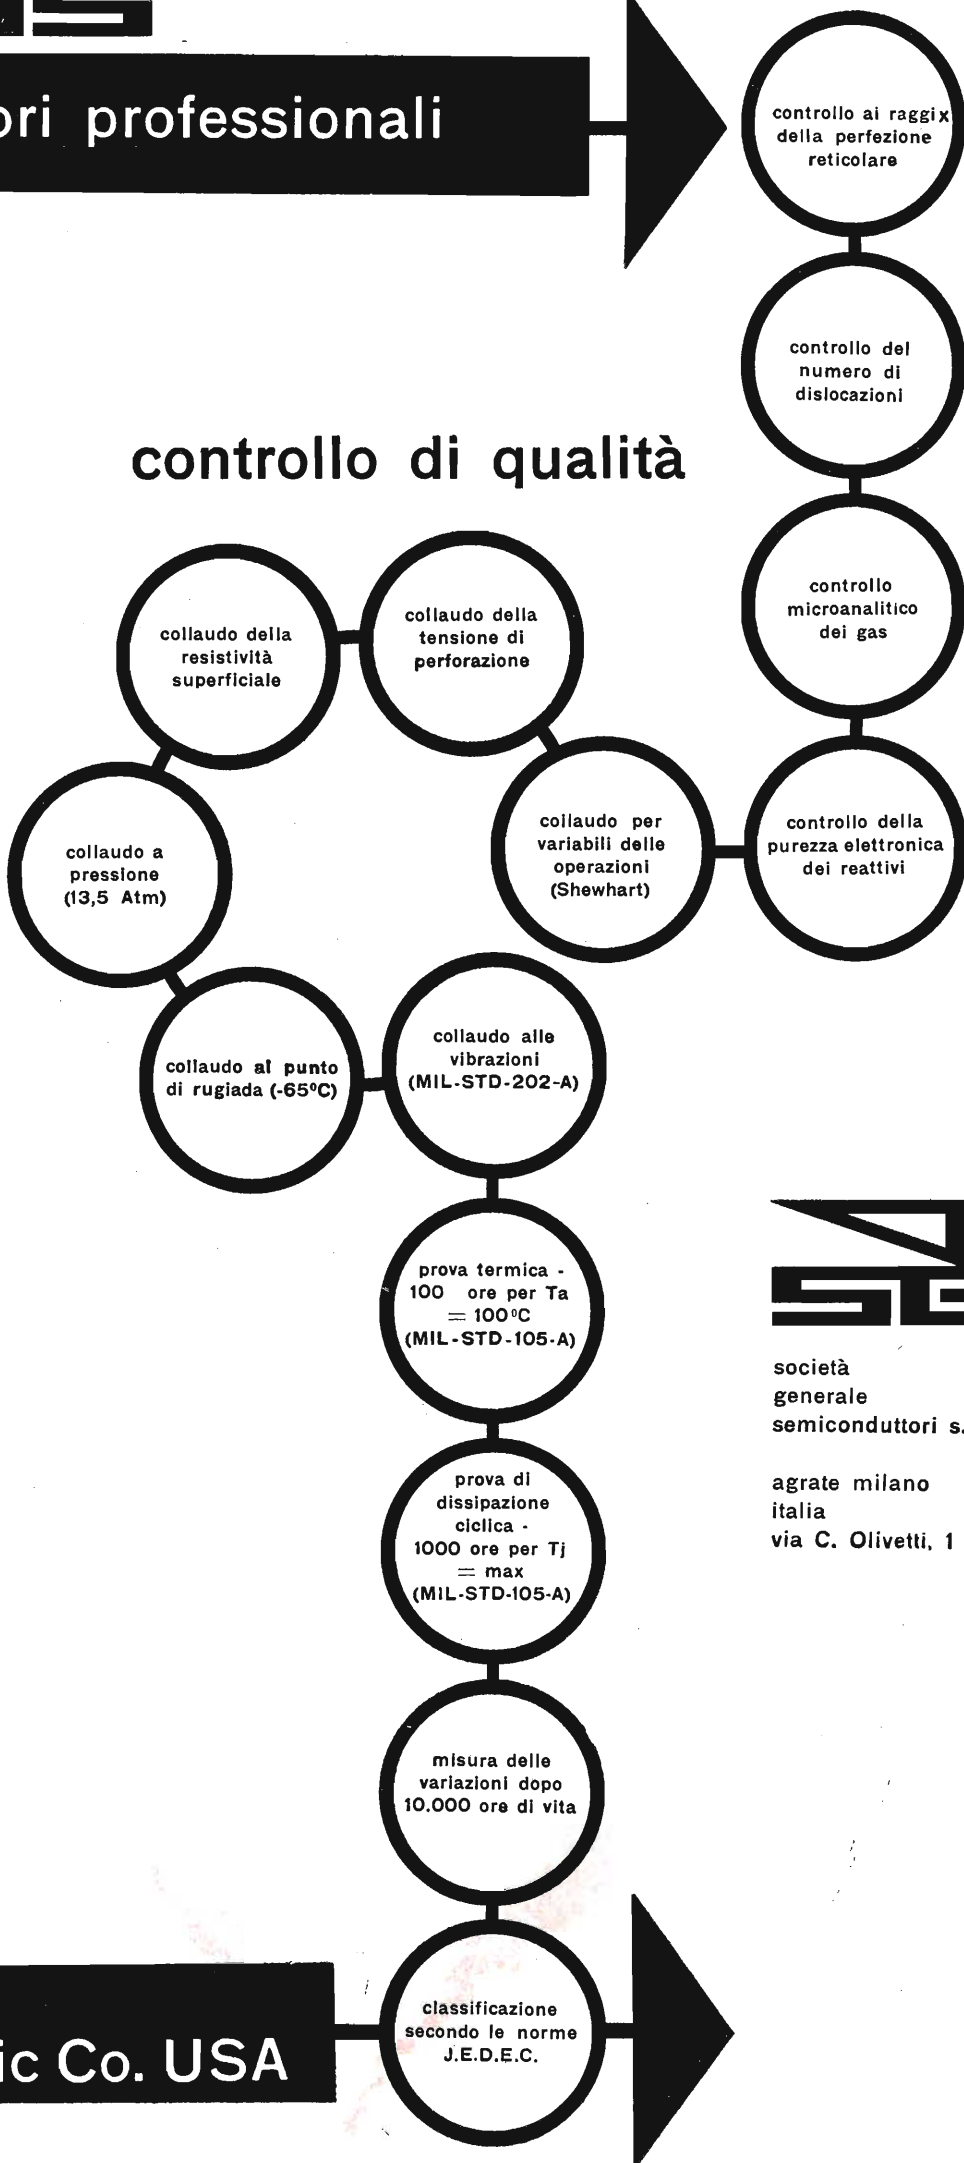 professionali
controllo ai raggi x
della perfezione
reticolare
controllo del
numero di
dislocazioni
controllo di qualità
controllo
microanalitico
dei gas
collaudo della
resistività
superficiale
collaudo della
tensione di
perforazione
collaudo per
variabili delle
operazioni
(Shewhart)
controllo della
purezza elettronica
dei reattivi
collaudo a
pressione
(13,5 Atm)
collaudo al punto
di rugiada (-65°C)
collaudo alle
vibrazioni
(MIL-STD-202-A)
prova termica -
100 ore per Ta
= 100°C
(MIL-STD-105-A)
prova di
dissipazione
ciclica -
1000 ore per Tj
= max
(MIL-STD-105-A)
misura delle
variazioni dopo
10.000 ore di vita
classificazione
secondo le norme
J.E.D.E.C.
Co. USA
società
generale
semiconduttori s.
agrate milano
italia
via C. Olivetti, 1